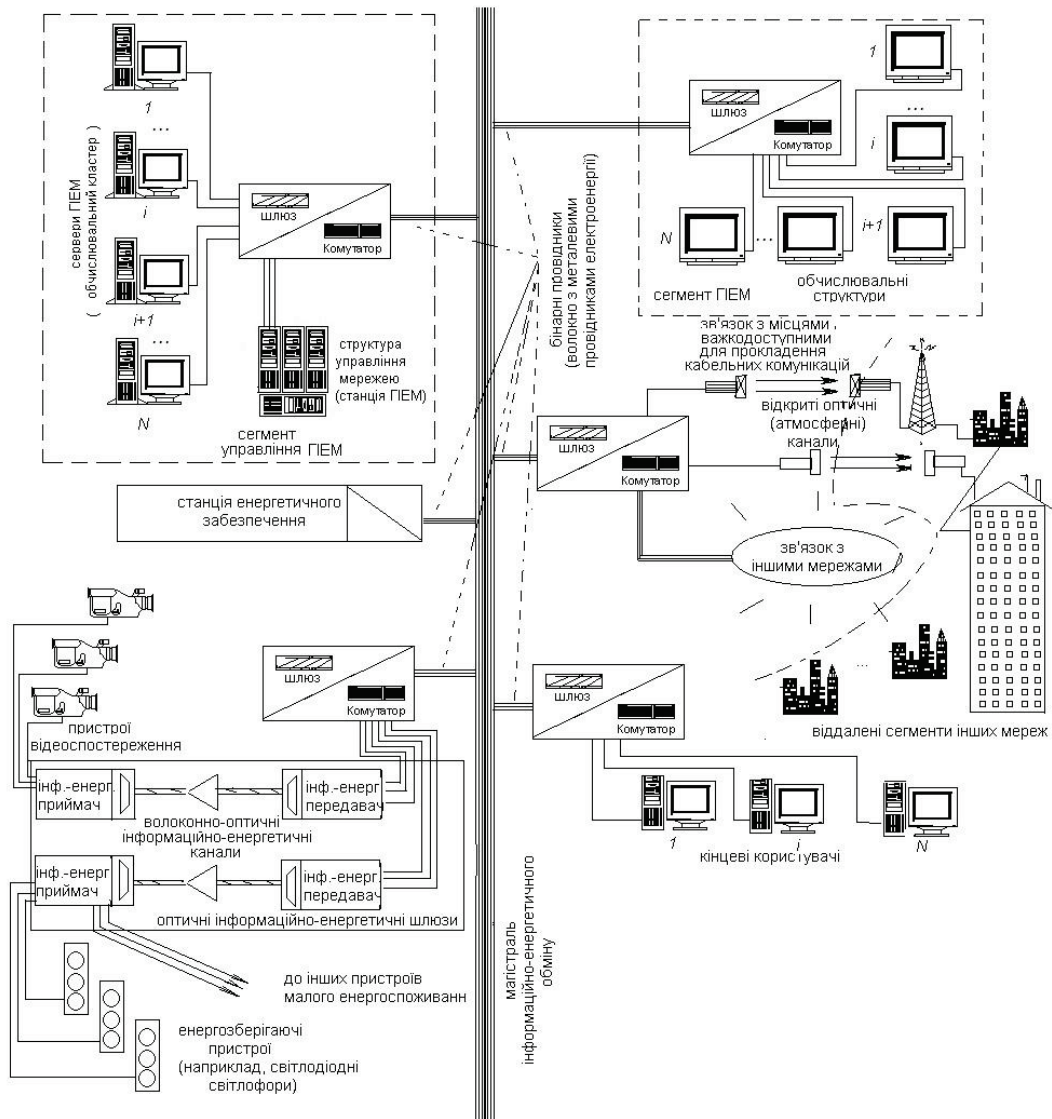 1
...
i
i+1
...
N
сервери ГІЕМ
( обчислювальний кластер )
ШЛЮЗ
Комутатор
структура
управління
мережею
(станція ГІЕМ)
сегмент
управління ГІЕМ
бінарні провідники
(волокно з металевими
провідниками електроенергії)
1
...
i
i+1
...
N
ШЛЮЗ
Комутатор
сегмент ГІЕМ
обчислювальні
структури
зв'язок з місцями
важкодоступними
для прокладення
кабельних комунікацій
відкриті оптичні
(атмосферні)
канали
ШЛЮЗ
Комутатор
зв'язок з
іншими мережами
...
віддалені сегменти інших мереж
станція енергетичного
забезпечення
пристрої
відеоспостереження
ШЛЮЗ
Комутатор
інф.-енерг.
приймач
інф.-енерг.
передавач
волоконно-оптичні
інформаційно-енергетичні
канали
інф.-енерг.
приймач
інф.-енерг.
передавач
оптичні інформаційно-енергетичні шлюзи
до інших пристроїв
малого енергоспоживанн
енергозберігаючі
пристрої
(наприклад, світлодіодні
світлофори)
магістраль
інформаційно-енергетичного
обміну
ШЛЮЗ
Комутатор
1
i
N
кінцеві користувачі